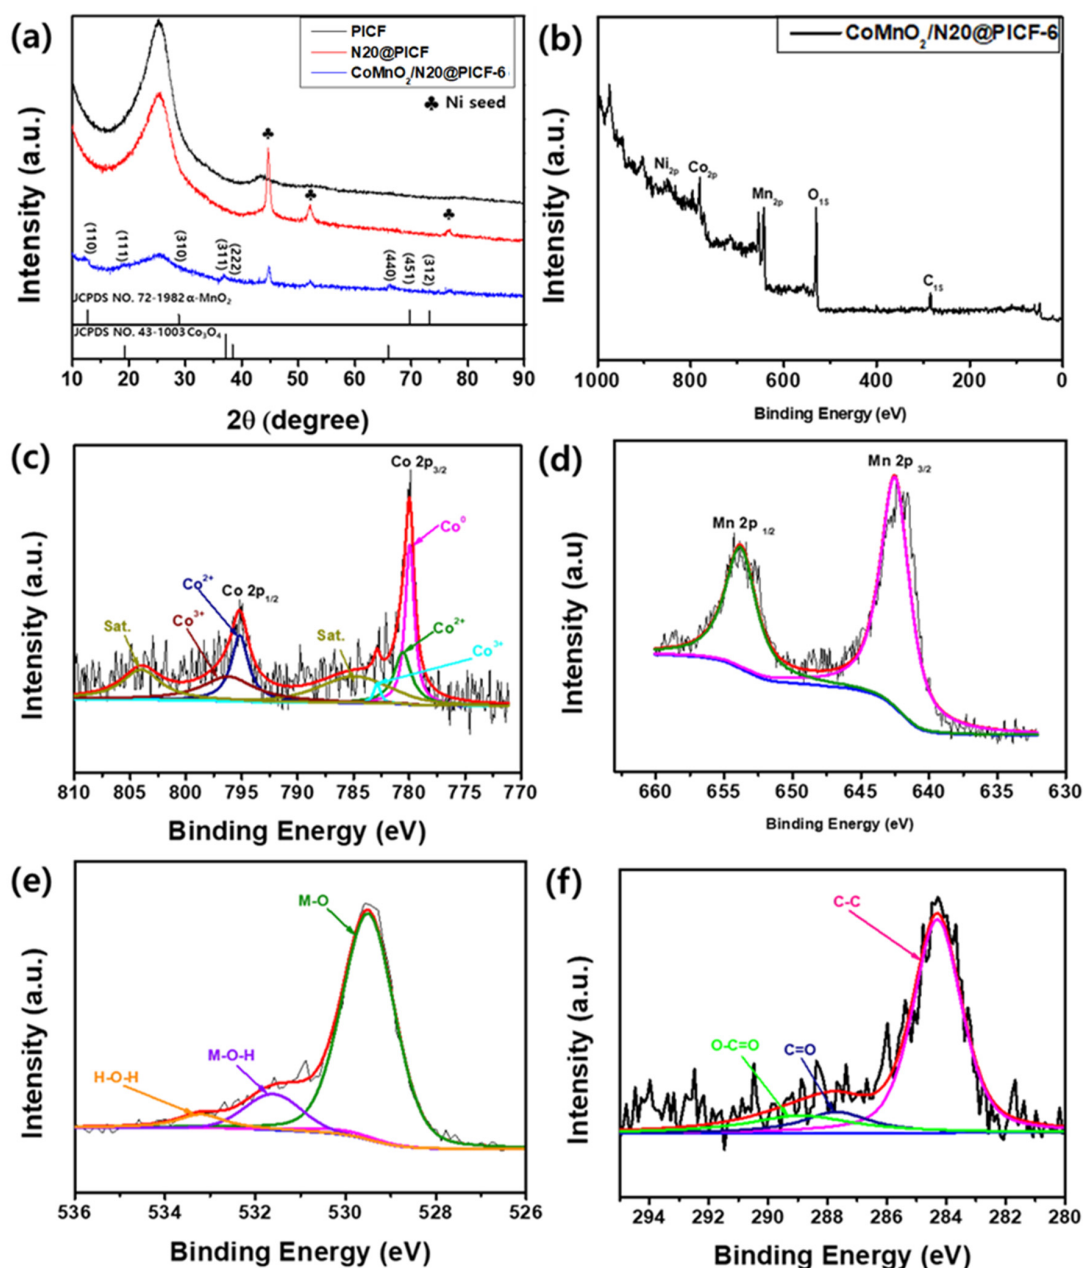 (a)
PICF
N20@PICF
CoMnO2/N20@PICF-6
♣ Ni seed
♣
♣
♣
(110)
(111)
(310)
(311)
(222)
(440)
(451)
(312)
JCPDS NO. 72-1982 α-MnO2
JCPDS NO. 43-1003 Co3O4
10 20 30 40 50 60 70 80 90
2θ (degree)
Intensity (a.u.)
(b)
CoMnO2/N20@PICF-6
Ni2p
Co2p
Mn2p
O1S
C1S
1000 800 600 400 200 0
Binding Energy (eV)
Intensity (a.u.)
(c)
Co 2p3/2
Co0
Co2+
Co 2p1/2
Co3+
Sat.
Sat.
Co2+
Co3+
810 805 800 795 790 785 780 775 770
Binding Energy (eV)
Intensity (a.u.)
(d)
Mn 2p 3/2
Mn 2p 1/2
660 655 650 645 640 635 630
Binding Energy (eV)
Intensity (a.u)
(e)
M-O
M-O-H
H-O-H
536 534 532 530 528 526
Binding Energy (eV)
Intensity (a.u.)
(f)
C-C
O-C=O
C=O
294 292 290 288 286 284 282 280
Binding Energy (eV)
Intensity (a.u.)